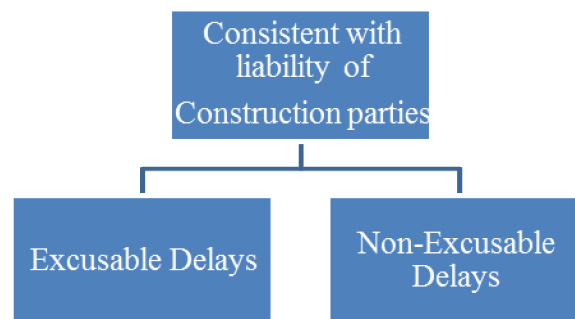 Consistent with
liability of
Construction parties
Excusable Delays
Non-Excusable
Delays